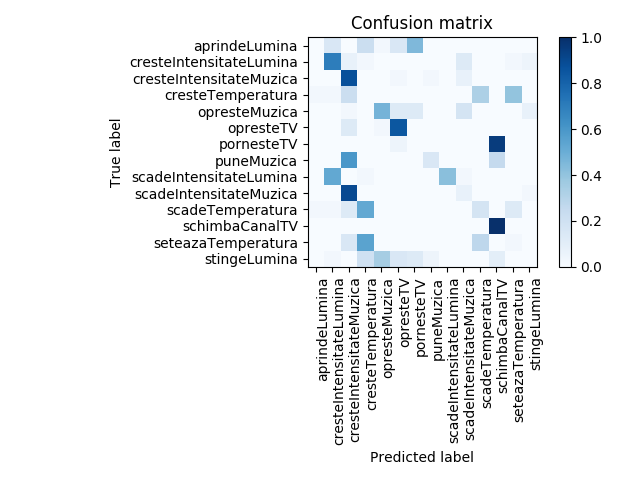 Confusion matrix
aprindeLumina
cresteIntensitateLumina
cresteIntensitateMuzica
cresteTemperatura
opresteMuzica
opresteTV
pornesteTV
puneMuzica
scadeIntensitateLumina
scadeIntensitateMuzica
scadeTemperatura
schimbaCanalTV
seteazaTemperatura
stingeLumina
True label
1.0
0.8
0.6
0.4
0.2
0.0
aprindeLumina
cresteIntensitateLumina
cresteIntensitateMuzica
cresteTemperatura
opresteMuzica
opresteTV
pornesteTV
puneMuzica
scadeIntensitateLumina
scadeIntensitateMuzica
scadeTemperatura
schimbaCanalTV
seteazaTemperatura
stingeLumina
Predicted label